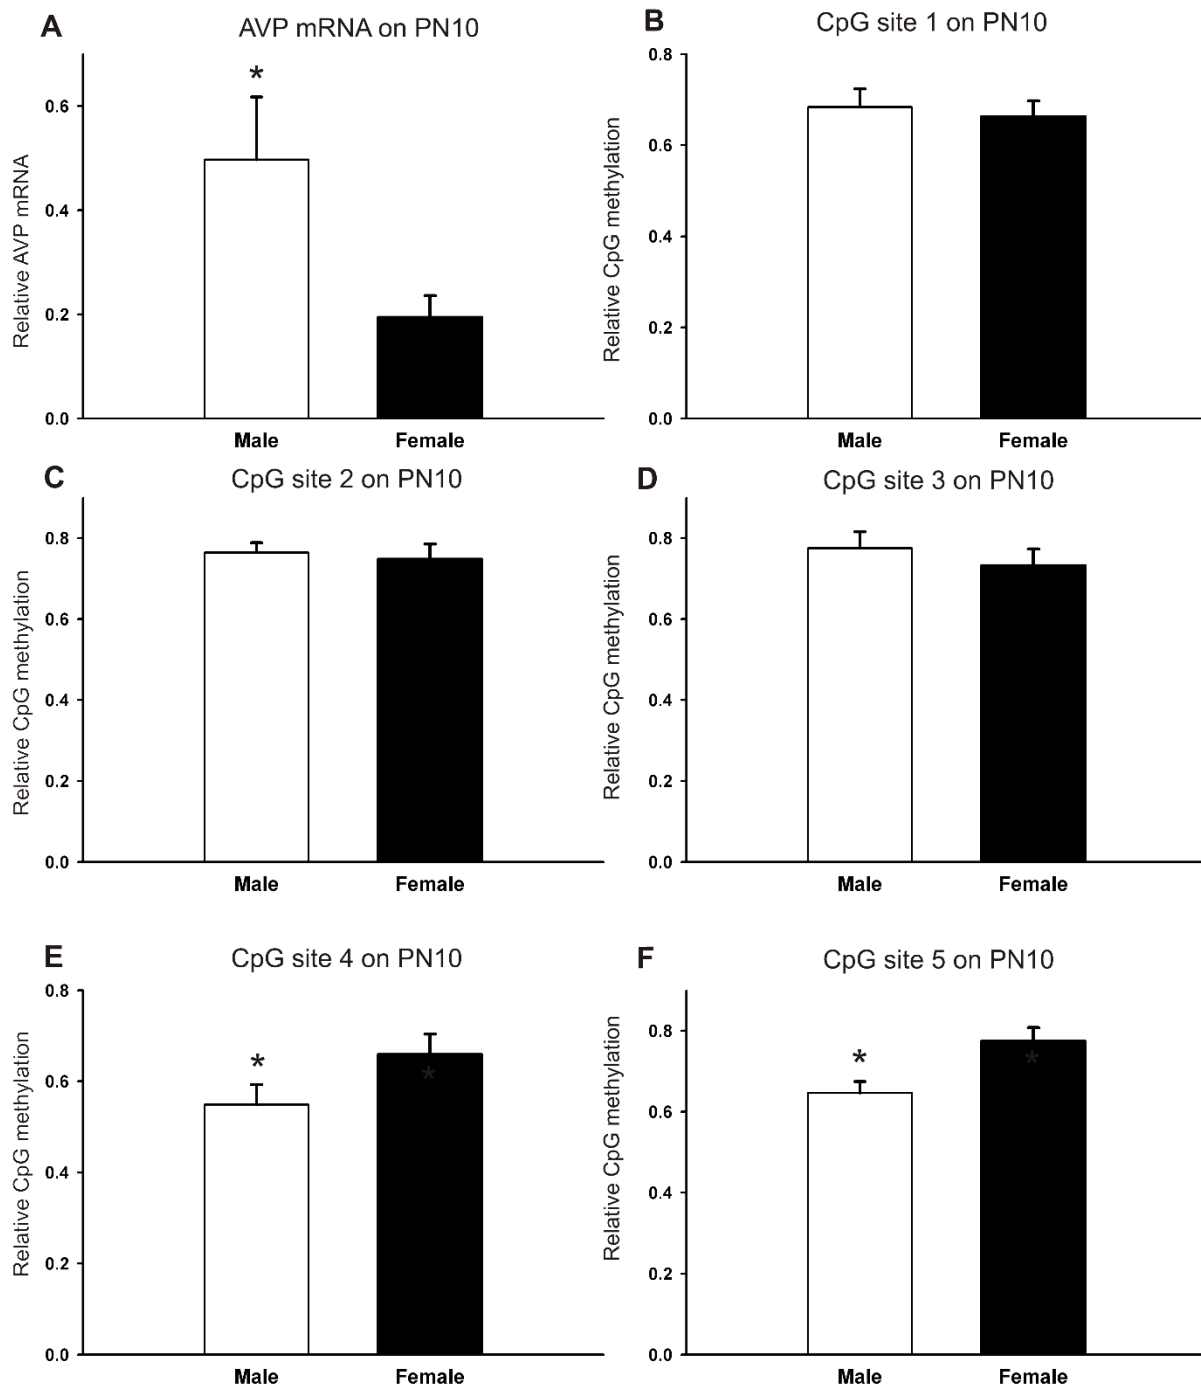 A
AVP mRNA on PN10
*
0.6
0.4
0.2
0.0
Relative AVP mRNA
Male
Female
B
CpG site 1 on PN10
0.8
0.6
0.4
0.2
0.0
Relative CpG methylation
Male
Female
C
CpG site 2 on PN10
0.8
0.6
0.4
0.2
0.0
Relative CpG methylation
Male
Female
D
CpG site 3 on PN10
0.8
0.6
0.4
0.2
0.0
Relative CpG methylation
Male
Female
E
CpG site 4 on PN10
0.8
0.6
0.4
0.2
0.0
Relative CpG methylation
*
*
Male
Female
F
CpG site 5 on PN10
0.8
0.6
0.4
0.2
0.0
Relative CpG methylation
*
*
Male
Female